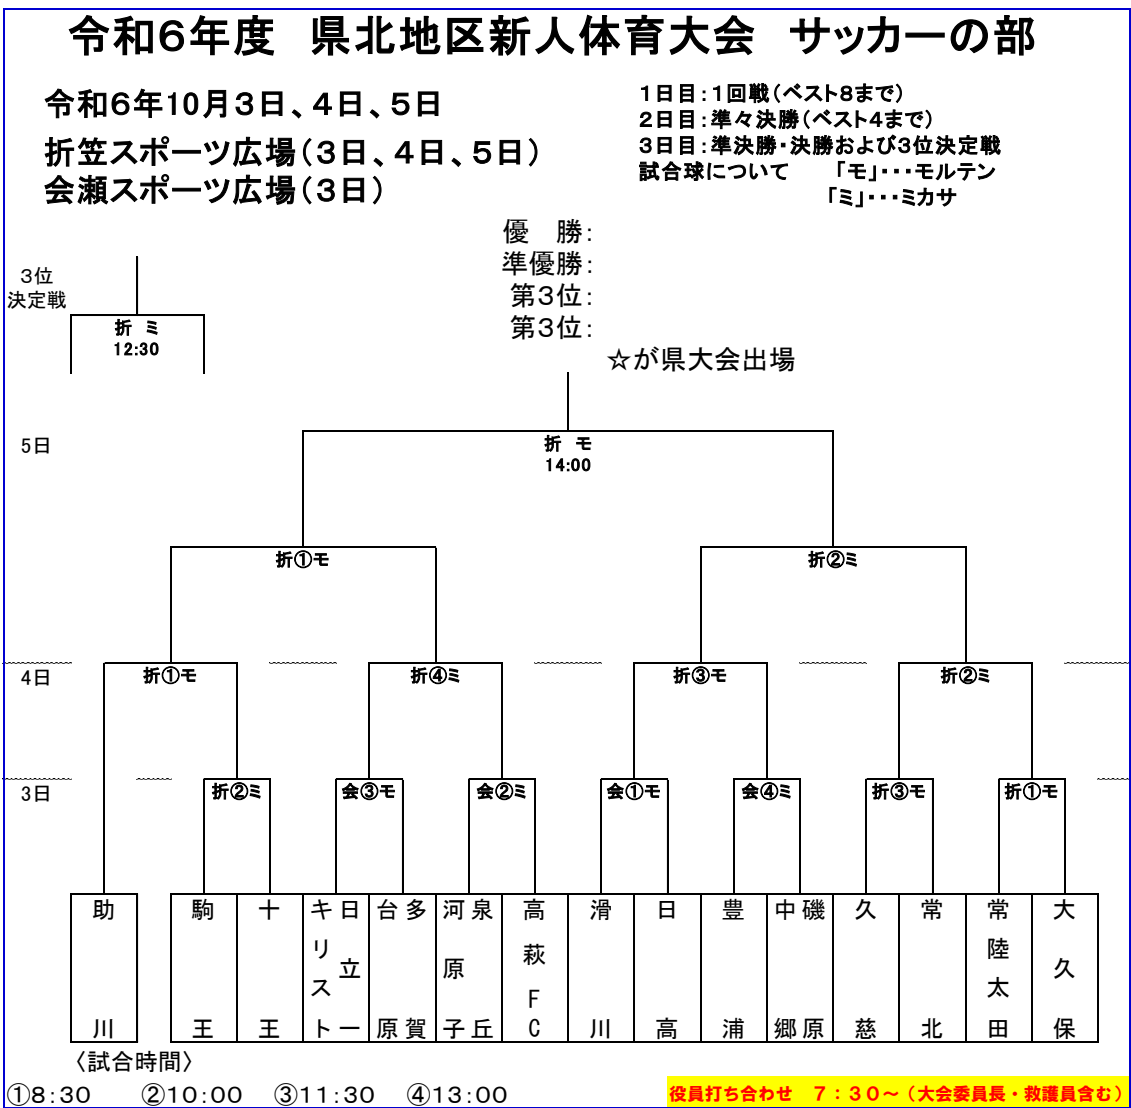 令和6年度　県北地区新人体育大会　サッカーの部
令和6年10月3日、4日、5日
折笠スポーツ広場(3日、4日、5日)
会瀬スポーツ広場(3日)
1日目:1回戦(ベスト8まで)
2日目:準々決勝(ベスト4まで)
3日目:準決勝・決勝および3位決定戦
試合球について　「モ」・・・モルテン
「ミ」・・・ミカサ
優　勝:
準優勝:
第3位:
第3位:
☆が県大会出場
3位
決定戦
折 ミ
12:30
5日
折 モ
14:00
折①モ
折②ミ
4日
折①モ
折④ミ
折③モ
折②ミ
3日
折②ミ
会③モ
会②ミ
会①モ
会④ミ
折③モ
折①モ
助川
駒王
十王
日立一
キリスト
多賀
台原
泉丘
河原子
高萩FC
滑川
日高
豊浦
磯原
中郷
久慈
常北
常陸太田
大久保
〈試合時間〉
①8:30　②10:00　③11:30　④13:00
役員打ち合わせ　7:30～(大会委員長・救護員含む)